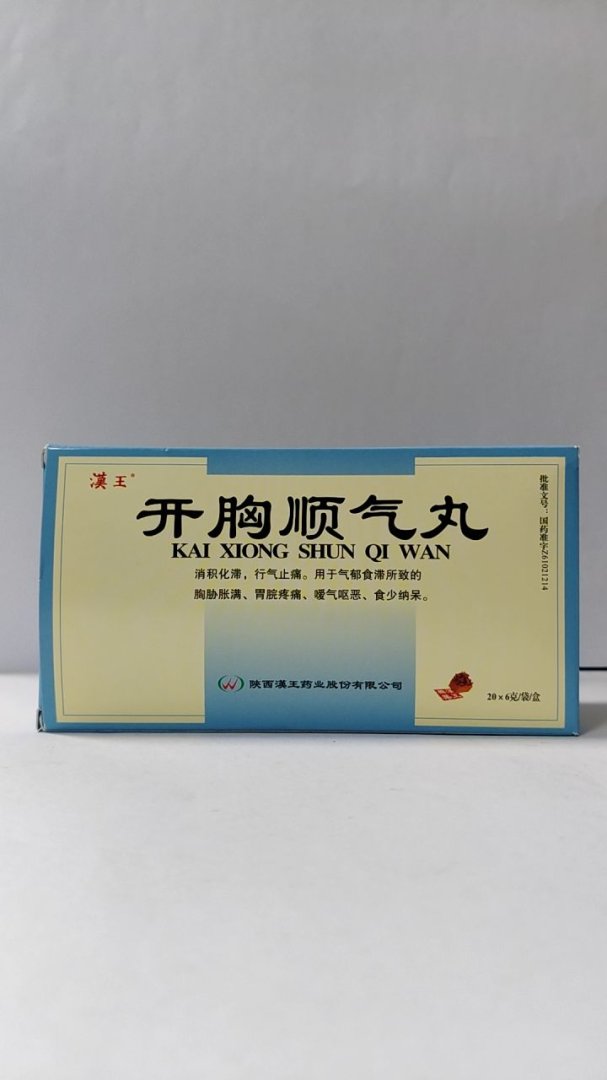 漢王®
开胸顺气丸
KAI XIONG SHUN QI WAN
消积化滞，行气止痛。用于气郁食滞所致的
胸胁胀满、胃脘疼痛、嗳气呕恶、食少纳呆。
批准文号：国药准字Z61021214
陕西漢王药业股份有限公司
20×6克/袋/盒